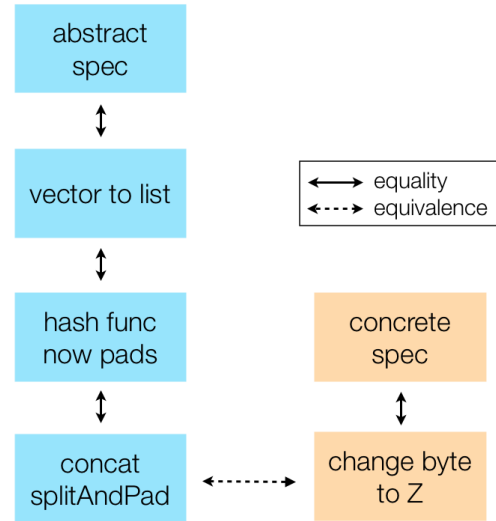 abstract
spec
vector to list
equality
equivalence
hash func
now pads
concrete
spec
concat
splitAndPad
change byte
to Z